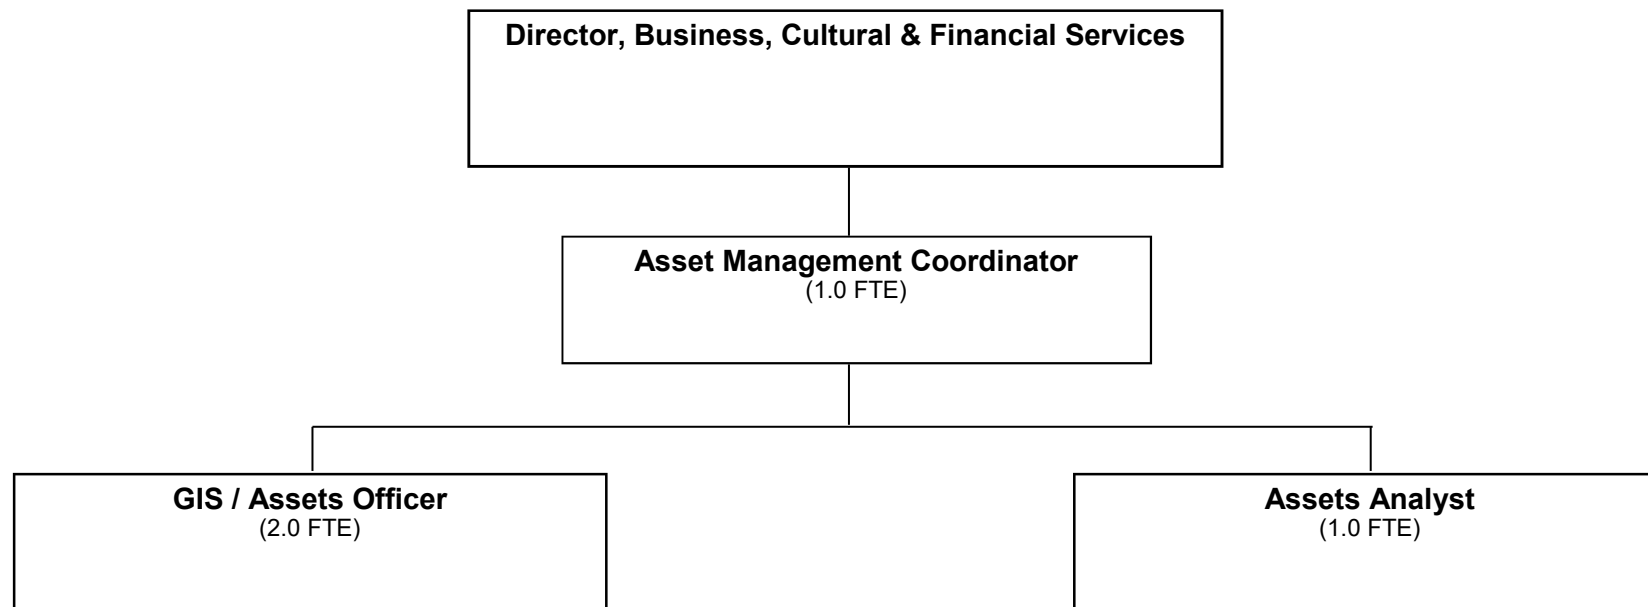 Director, Business, Cultural & Financial Services
Asset Management Coordinator
(1.0 FTE)
GIS / Assets Officer
(2.0 FTE)
Assets Analyst
(1.0 FTE)